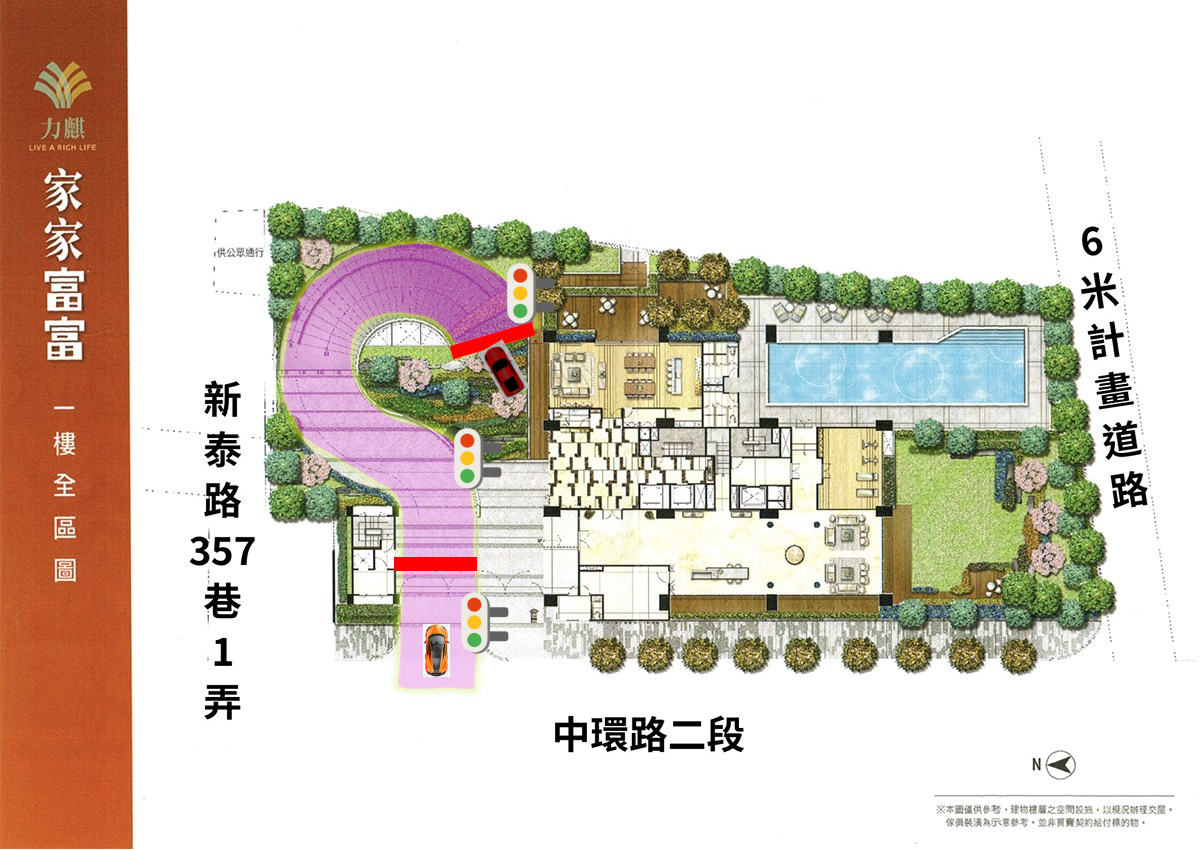 力麒
LIVE A RICH LIFE
家家富富
一樓全區圖
供公眾通行
新泰路357巷1弄
6米計畫道路
中環路二段
N
※本圖僅供參考，建物樓層之空間設施，以現況辦理交屋。
傢俱裝潢為示意參考，並非買賣契約給付標的物。